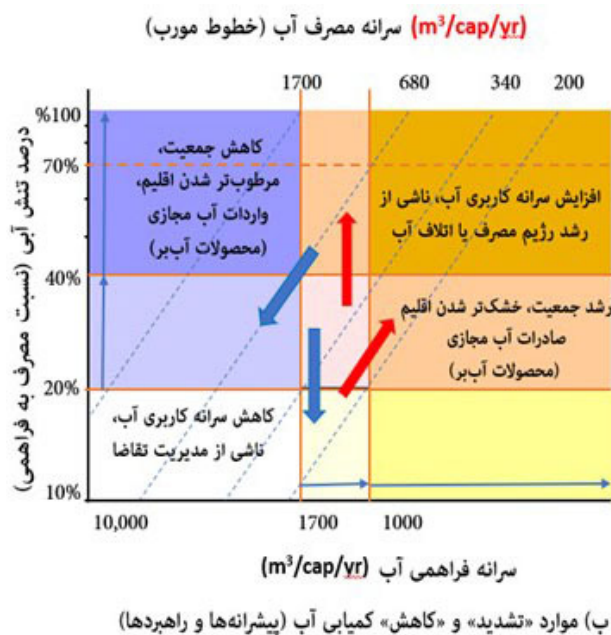 سرانه مصرف آب (خطوط مورب) (m³/cap/yr)
1700 680 340 200
درصد تنش آبی (نسبت مصرف به فراهمی)
%100
70%
40%
20%
10%
کاهش جمعیت،
مرطوب‌تر شدن اقلیم،
واردات آب مجازی
(محصولات آب‌بر)
افزایش سرانه کاربری آب، ناشی از
رشد رژیم مصرف یا اتلاف آب
رشد جمعیت، خشک‌تر شدن اقلیم
صادرات آب مجازی
(محصولات آب‌بر)
کاهش سرانه کاربری آب،
ناشی از مدیریت تقاضا
10,000 1700 1000
سرانه فراهمی آب (m³/cap/yr)
ب) موارد «تشدید» و «کاهش» کمیابی آب (پیشرانه‌ها و راهبردها)